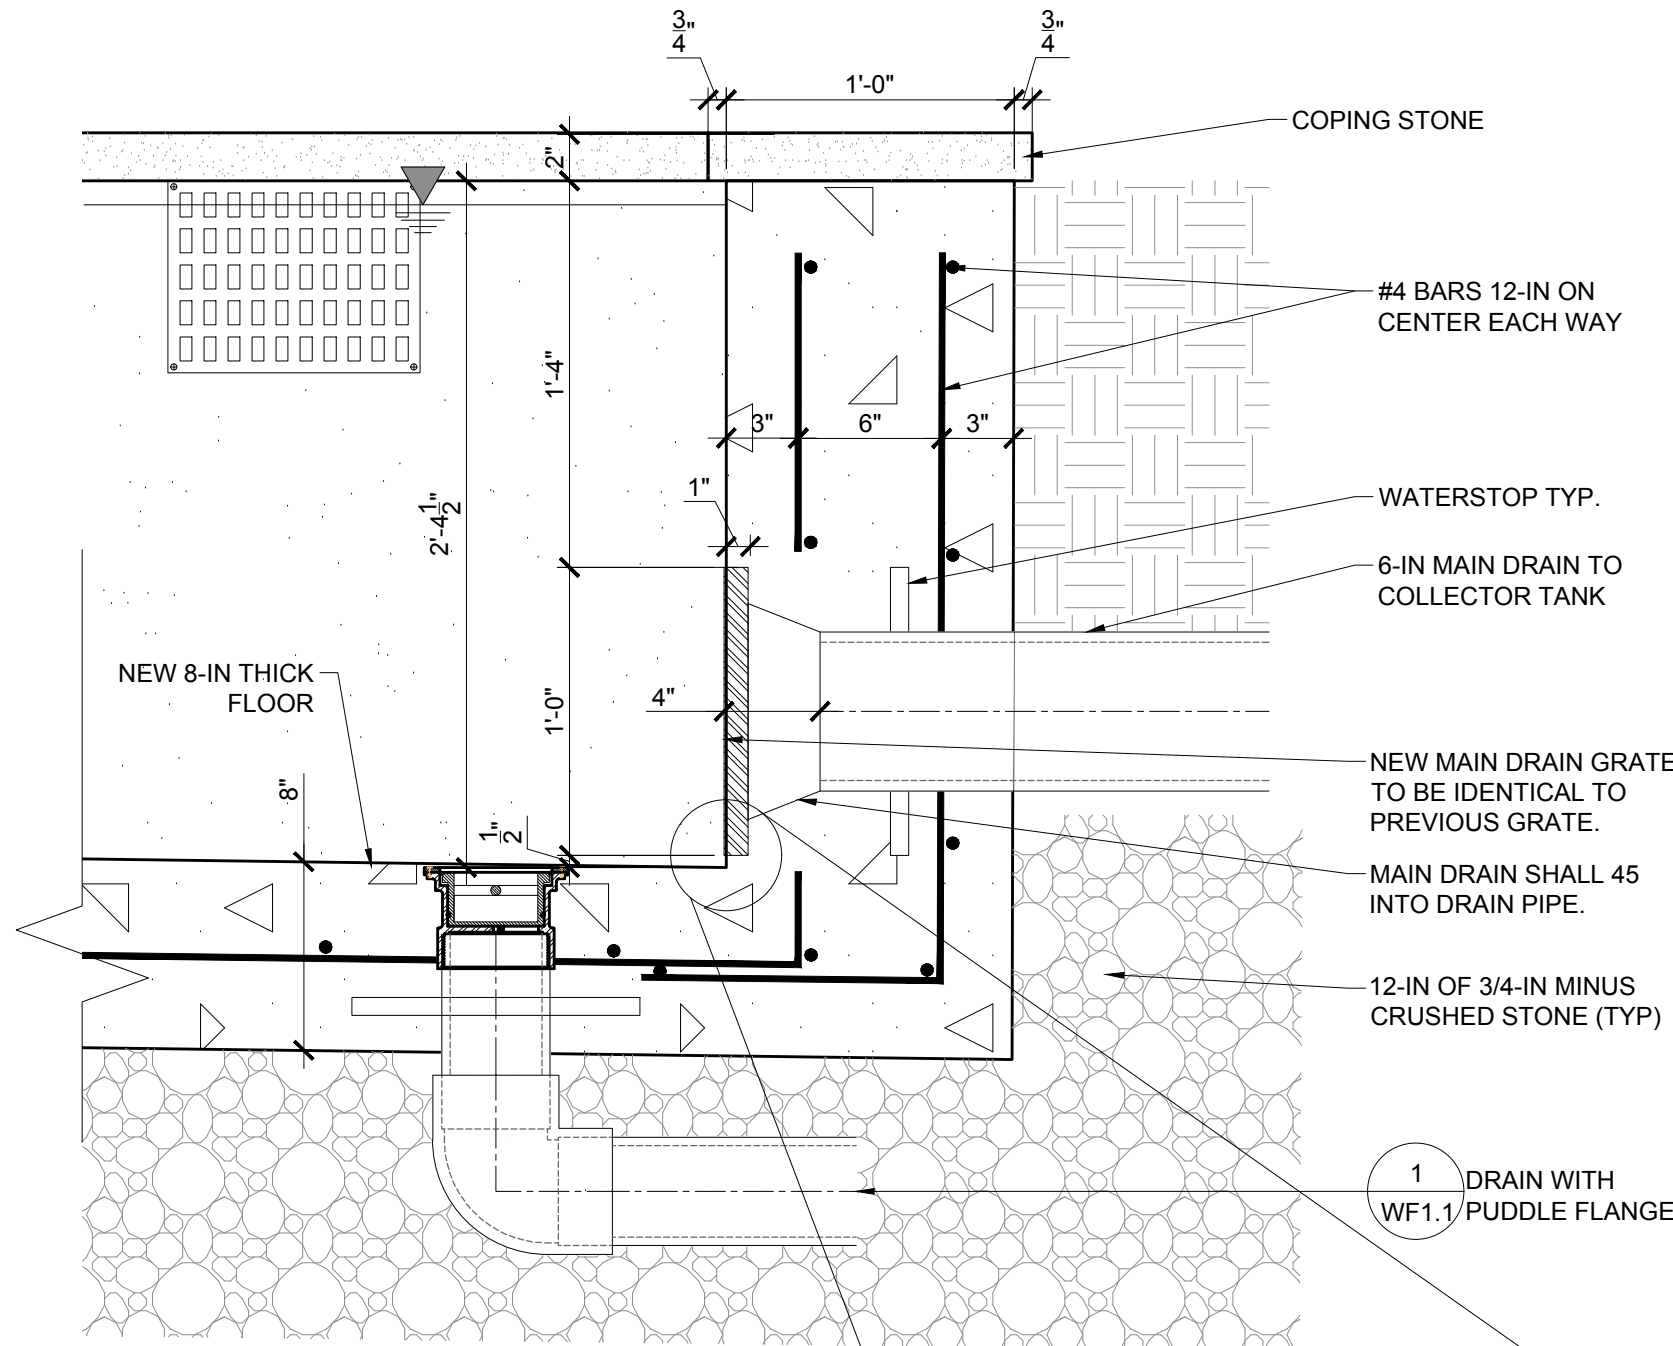 3/4"
3/4"
1'-0"
COPING STONE
2"
#4 BARS 12-IN ON
CENTER EACH WAY
1'-4"
3"
6"
3"
1"
WATERSTOP TYP.
2'-4 1/2"
6-IN MAIN DRAIN TO
COLLECTOR TANK
NEW 8-IN THICK
FLOOR
4"
1'-0"
NEW MAIN DRAIN GRATE
TO BE IDENTICAL TO
PREVIOUS GRATE.
8"
1/2"
MAIN DRAIN SHALL 45
INTO DRAIN PIPE.
12-IN OF 3/4-IN MINUS
CRUSHED STONE (TYP)
1
WF1.1
DRAIN WITH
PUDDLE FLANGE